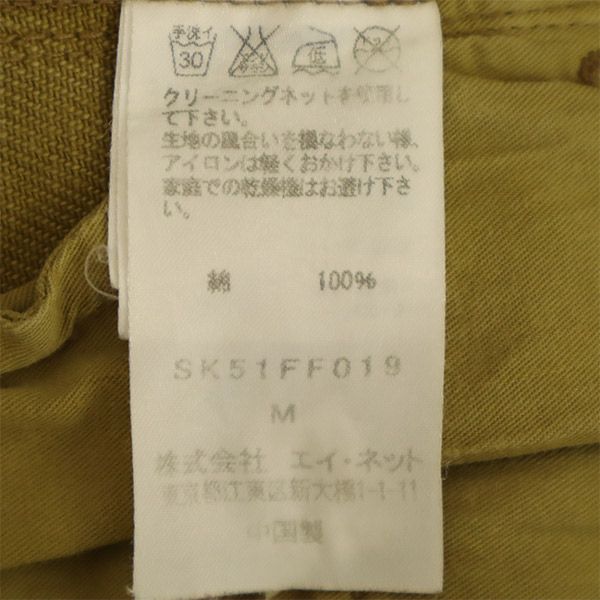 手洗イ
30
低
クリーニングネットを使用し
て下さい。
生地の風合いを損なわない様、
アイロンは軽くおかけ下さい。
家庭での乾燥機はお避け下さ
い。
綿 100%
SK51FF019
M
株式会社 エイ・ネット
東京都江東区新大橋1-1-11
中国製